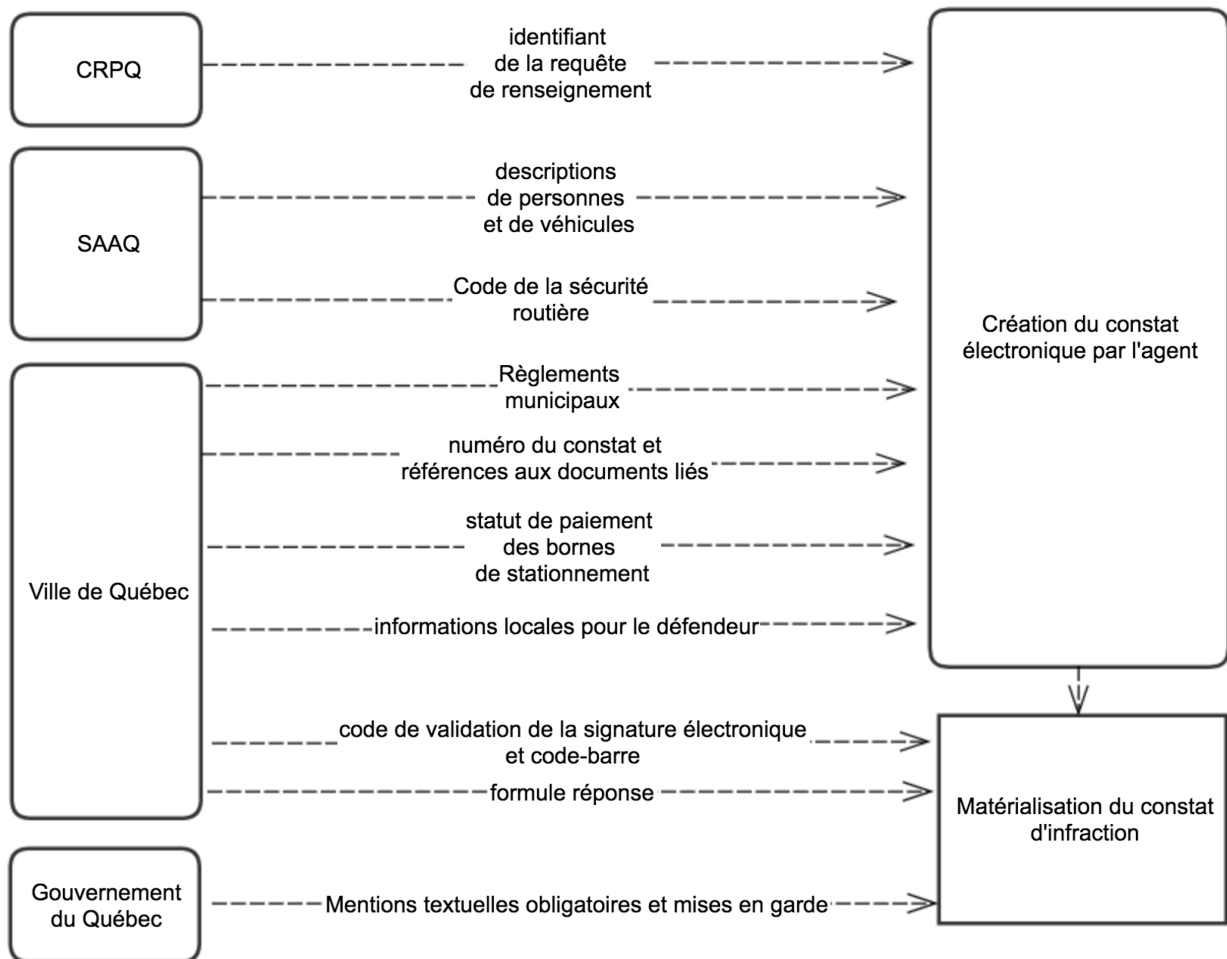 CRPQ
identifiant
de la requête
de renseignement
SAAQ
descriptions
de personnes
et de véhicules
Code de la sécurité
routière
Création du constat
électronique par l'agent
Ville de Québec
Règlements
municipaux
numéro du constat et
références aux documents liés
statut de paiement
des bornes
de stationnement
informations locales pour le défendeur
code de validation de la signature électronique
et code-barre
formule réponse
Matérialisation du constat
d'infraction
Gouvernement
du Québec
Mentions textuelles obligatoires et mises en garde